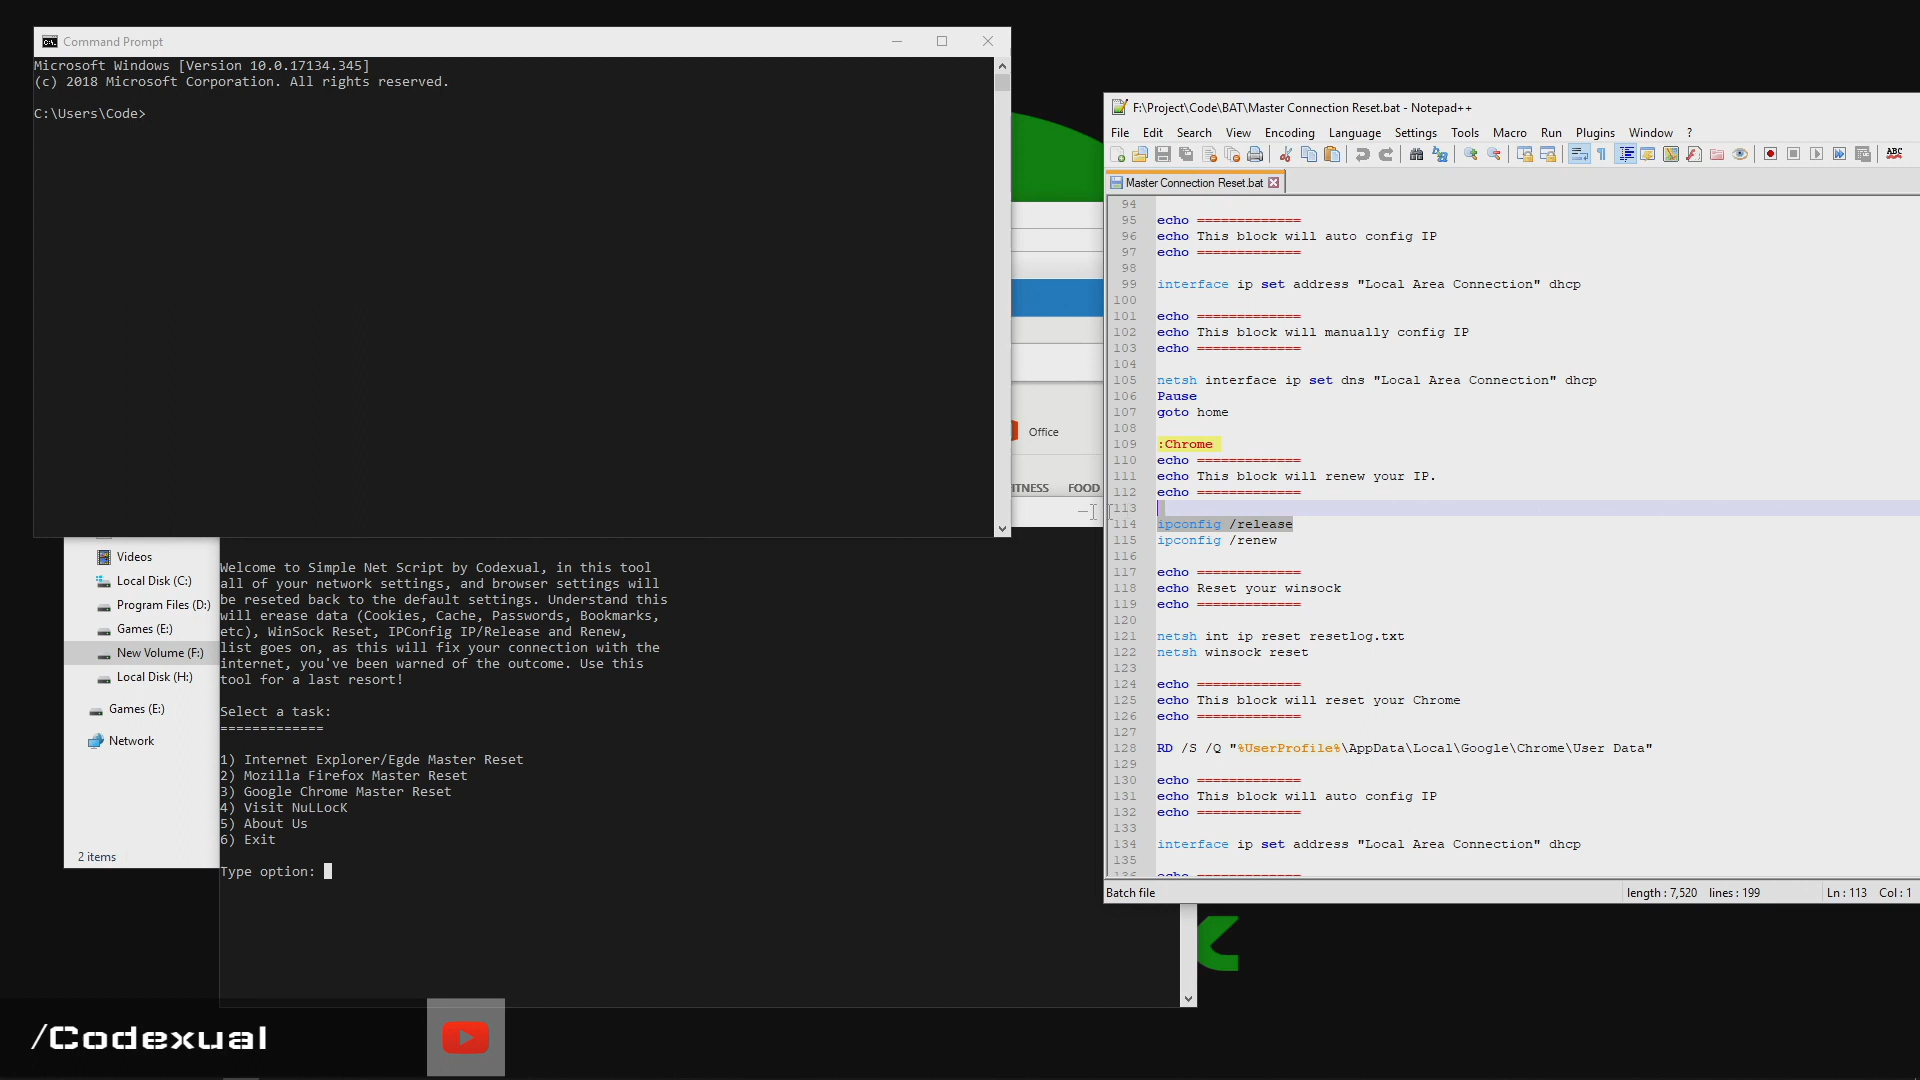 Command Prompt
Microsoft Windows [Version 10.0.17134.345]
(c) 2018 Microsoft Corporation. All rights reserved.
C:\Users\Code>
Office
ITNESS FOOD
Videos
Local Disk (C:)
Program Files (D:)
Games (E:)
New Volume (F:)
Local Disk (H:)
Games (E:)
Network
2 items
Welcome to Simple Net Script by Codexual, in this tool
all of your network settings, and browser settings will
be reseted back to the default settings. Understand this
will erease data (Cookies, Cache, Passwords, Bookmarks,
etc), WinSock Reset, IPConfig IP/Release and Renew,
list goes on, as this will fix your connection with the
internet, you've been warned of the outcome. Use this
tool for a last resort!
Select a task:
=============
1) Internet Explorer/Egde Master Reset
2) Mozilla Firefox Master Reset
3) Google Chrome Master Reset
4) Visit NuLLocK
5) About Us
6) Exit
Type option:
F:\Project\Code\BAT\Master Connection Reset.bat - Notepad++
File Edit Search View Encoding Language Settings Tools Macro Run Plugins Window ?
ABC
Master Connection Reset.bat
94
95 echo =============
96 echo This block will auto config IP
97 echo =============
98
99 interface ip set address "Local Area Connection" dhcp
100
101 echo =============
102 echo This block will manually config IP
103 echo =============
104
105 netsh interface ip set dns "Local Area Connection" dhcp
106 Pause
107 goto home
108
109 :Chrome
110 echo =============
111 echo This block will renew your IP.
112 echo =============
113
114 ipconfig /release
115 ipconfig /renew
116
117 echo =============
118 echo Reset your winsock
119 echo =============
120
121 netsh int ip reset resetlog.txt
122 netsh winsock reset
123
124 echo =============
125 echo This block will reset your Chrome
126 echo =============
127
128 RD /S /Q "%UserProfile%\AppData\Local\Google\Chrome\User Data"
129
130 echo =============
131 echo This block will auto config IP
132 echo =============
133
134 interface ip set address "Local Area Connection" dhcp
135
136 echo =============
Batch file length : 7,520 lines : 199 Ln : 113 Col : 1
/Codexual